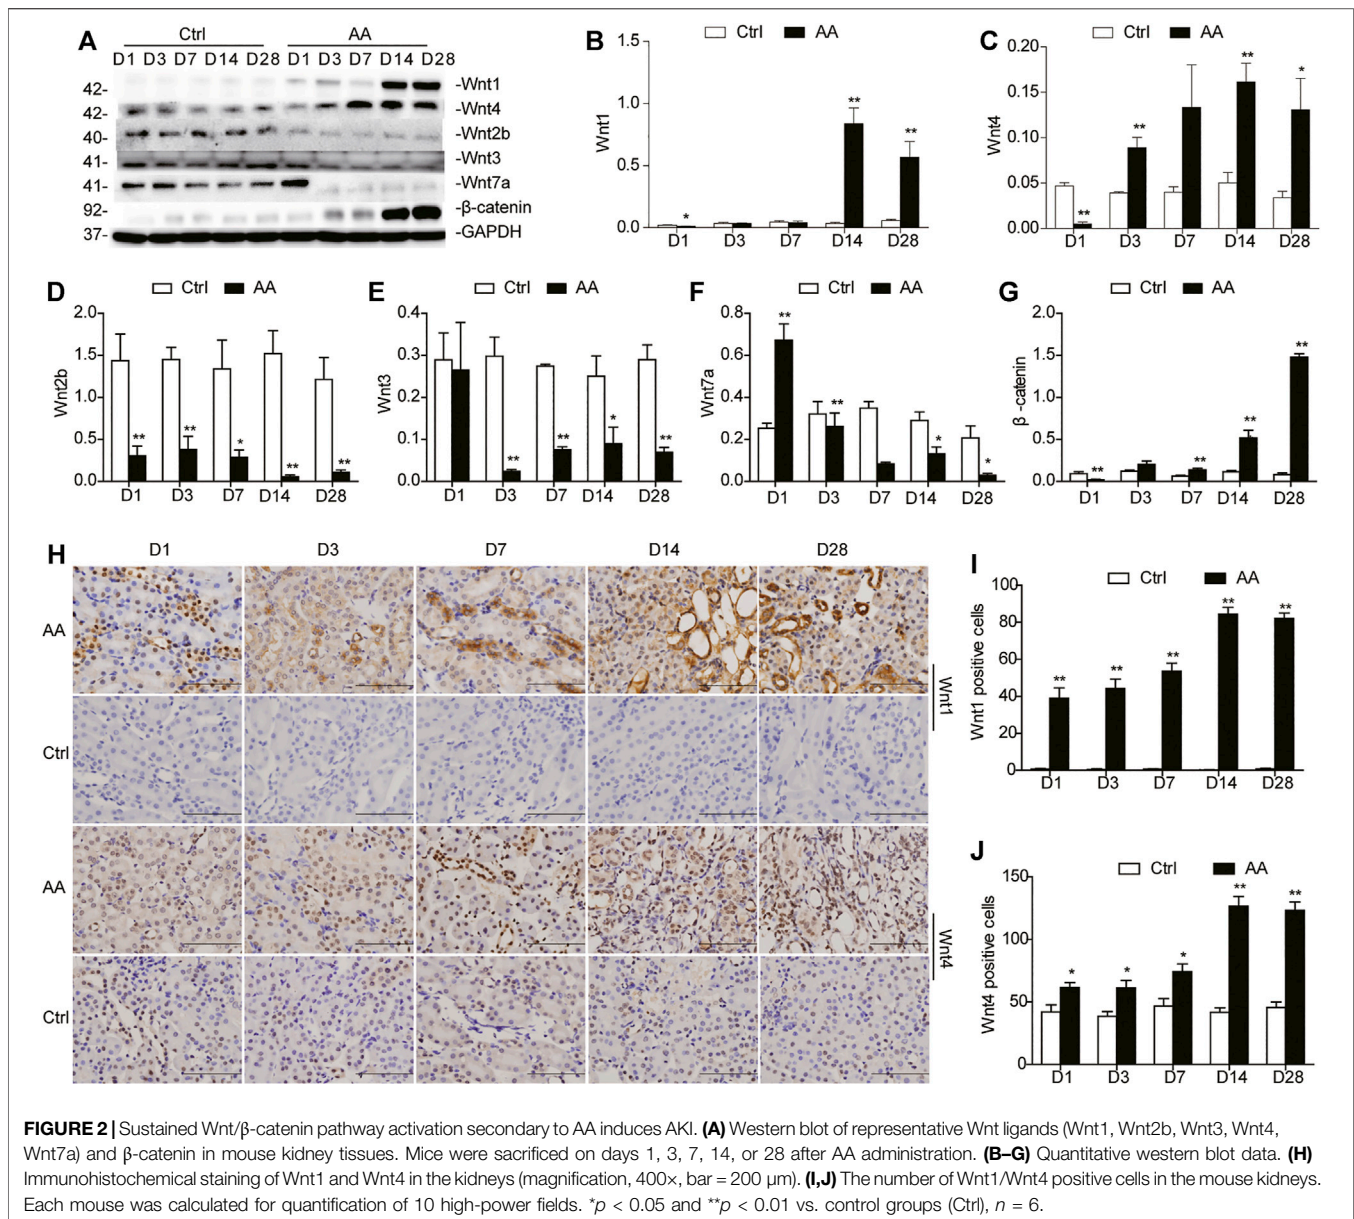 A
Ctrl AA
D1 D3 D7 D14 D28 D1 D3 D7 D14 D28
42- -Wnt1
42- -Wnt4
40- -Wnt2b
41- -Wnt3
41- -Wnt7a
92- -β-catenin
37- -GAPDH
B
Ctrl AA
Wnt1
1.5
1.0
0.5
0.0
* ** **
D1 D3 D7 D14 D28
C
Ctrl AA
Wnt4
0.20
0.15
0.10
0.05
0.00
** ** ** *
D1 D3 D7 D14 D28
D
Ctrl AA
Wnt2b
2.0
1.5
1.0
0.5
0.0
** ** * ** **
D1 D3 D7 D14 D28
E
Ctrl AA
Wnt3
0.4
0.3
0.2
0.1
0.0
** ** * **
D1 D3 D7 D14 D28
F
Ctrl AA
Wnt7a
0.8
0.6
0.4
0.2
0.0
** ** * *
D1 D3 D7 D14 D28
G
Ctrl AA
β -catenin
2.0
1.5
1.0
0.5
0.0
** ** ** **
D1 D3 D7 D14 D28
H
D1 D3 D7 D14 D28
AA
Ctrl
Wnt1
AA
Ctrl
Wnt4
I
Ctrl AA
Wnt1 positive cells
100
80
60
40
20
0
** ** ** ** **
D1 D3 D7 D14 D28
J
Ctrl AA
Wnt4 positive cells
150
100
50
0
* * * ** **
D1 D3 D7 D14 D28
FIGURE 2 | Sustained Wnt/β-catenin pathway activation secondary to AA induces AKI. (A) Western blot of representative Wnt ligands (Wnt1, Wnt2b, Wnt3, Wnt4,
Wnt7a) and β-catenin in mouse kidney tissues. Mice were sacrificed on days 1, 3, 7, 14, or 28 after AA administration. (B–G) Quantitative western blot data. (H)
Immunohistochemical staining of Wnt1 and Wnt4 in the kidneys (magnification, 400×, bar = 200 μm). (I,J) The number of Wnt1/Wnt4 positive cells in the mouse kidneys.
Each mouse was calculated for quantification of 10 high-power fields. *p < 0.05 and **p < 0.01 vs. control groups (Ctrl), n = 6.